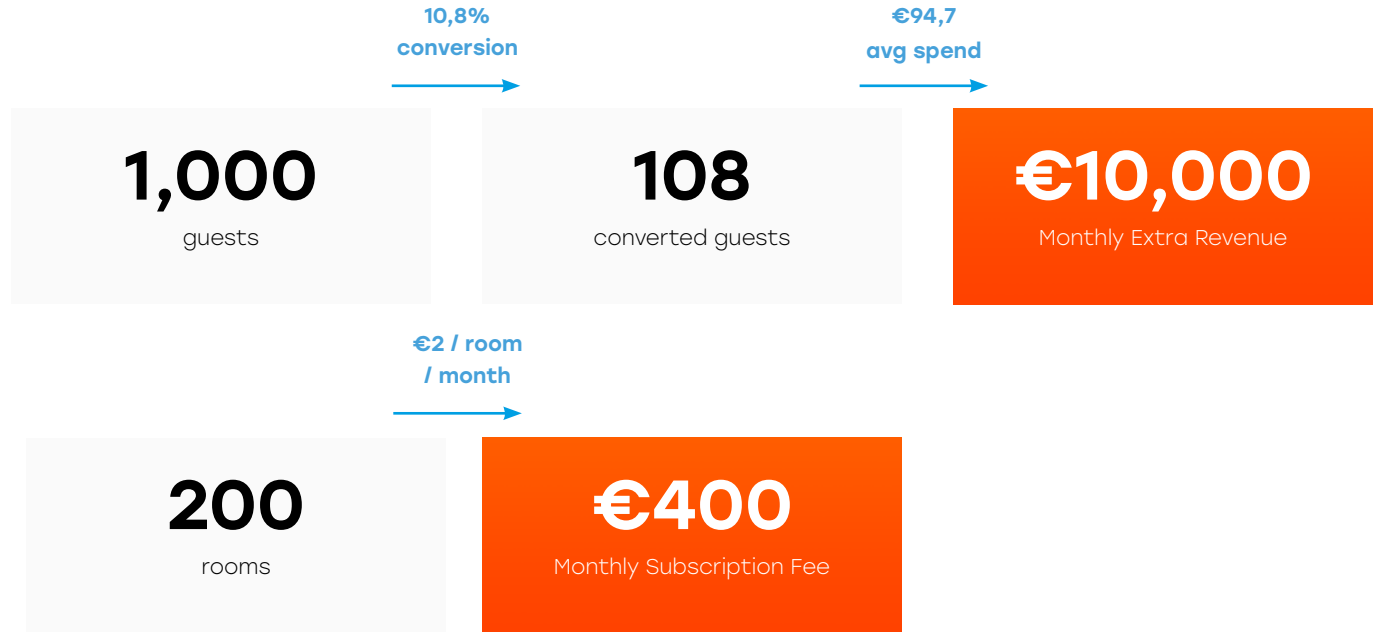 10,8%
conversion
€94,7
avg spend
1,000
guests
108
converted guests
€10,000
Monthly Extra Revenue
€2 / room
/ month
200
rooms
€400
Monthly Subscription Fee